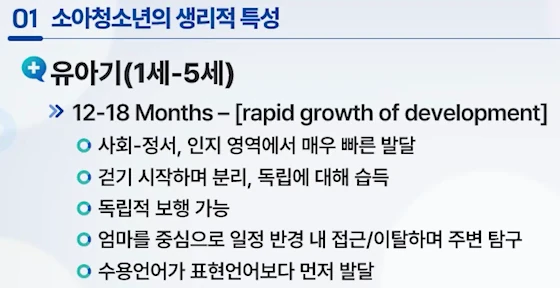 01 소아청소년의 생리적 특성
유아기(1세-5세)
12-18 Months – [rapid growth of development]
사회-정서, 인지 영역에서 매우 빠른 발달
걷기 시작하며 분리, 독립에 대해 습득
독립적 보행 가능
엄마를 중심으로 일정 반경 내 접근/이탈하며 주변 탐구
수용언어가 표현언어보다 먼저 발달